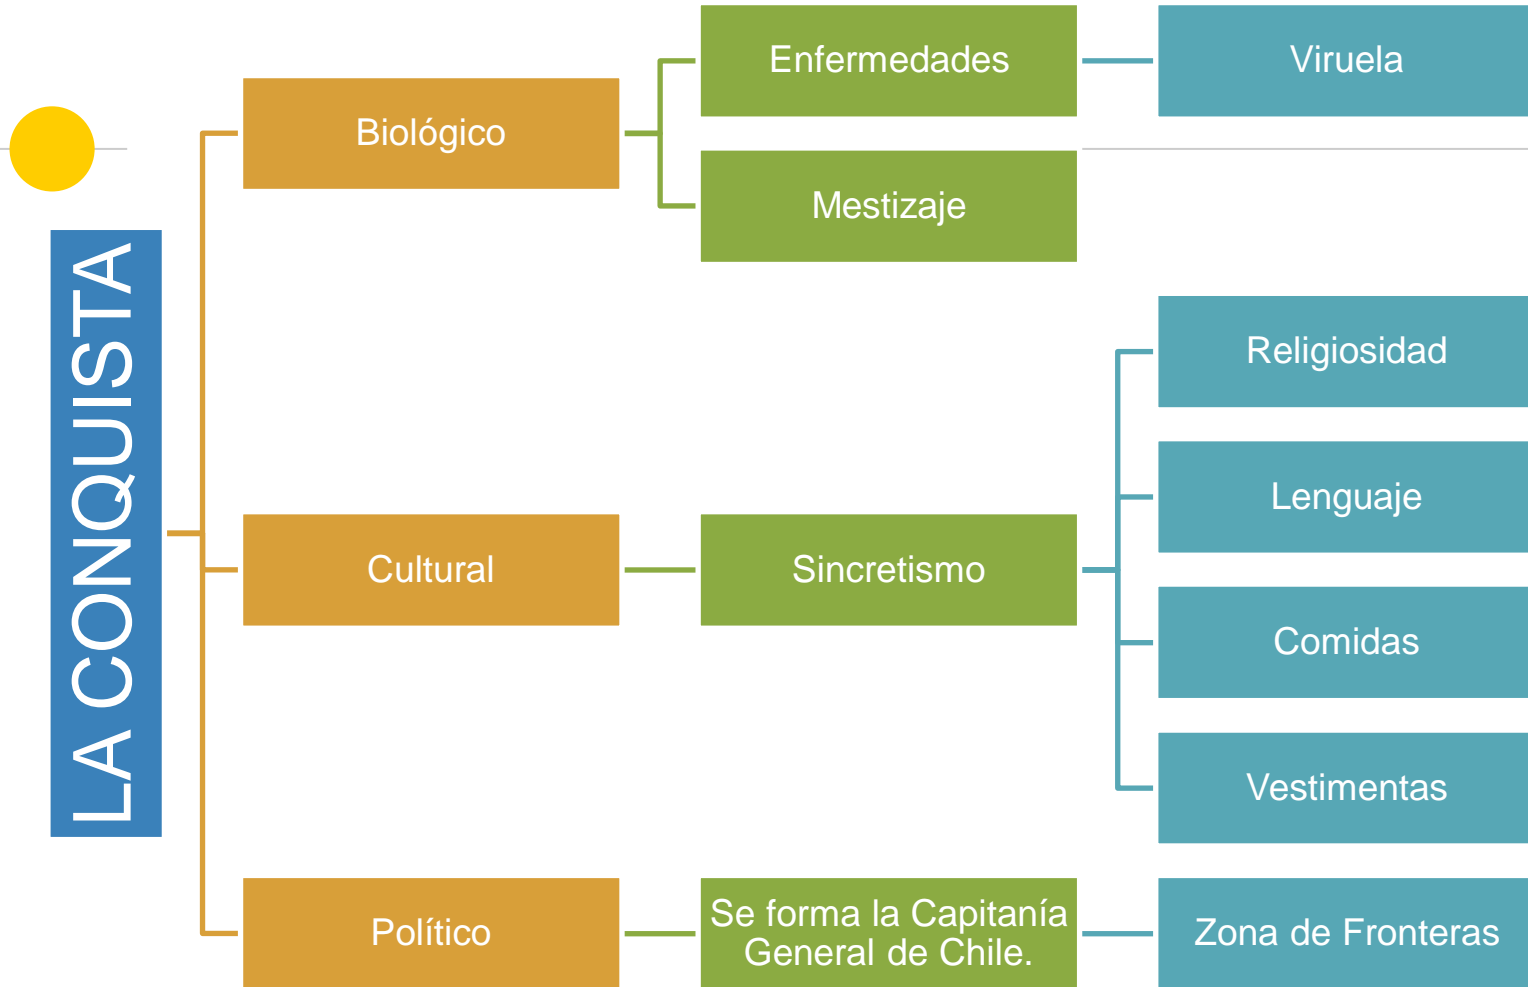 LA CONQUISTA
Biológico
Enfermedades
Viruela
Mestizaje
Cultural
Sincretismo
Religiosidad
Lenguaje
Comidas
Vestimentas
Político
Se forma la Capitanía
General de Chile.
Zona de Fronteras